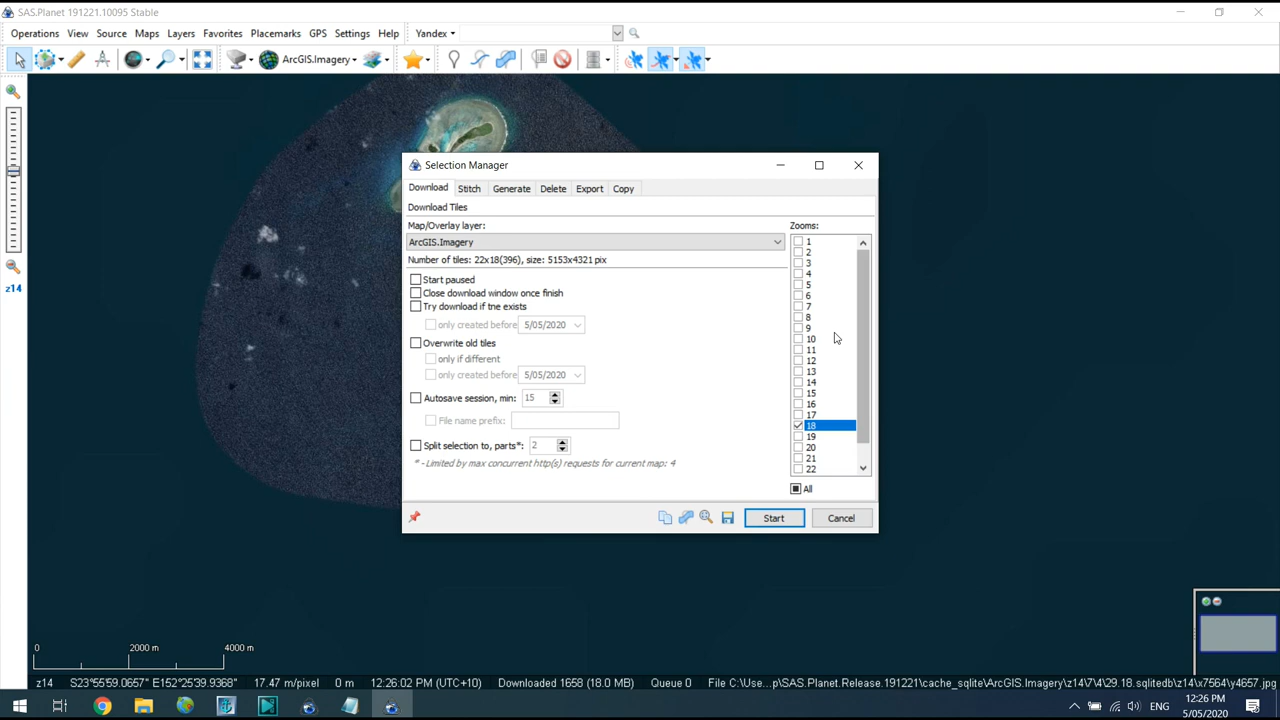 SAS.Planet 191221.10095 Stable
Operations View Source Maps Layers Favorites Placemarks GPS Settings Help Yandex
ArcGIS.Imagery
z14
Selection Manager
Download Stitch Generate Delete Export Copy
Download Tiles
Map/Overlay layer:
ArcGIS.Imagery
Number of tiles: 22x18(396), size: 5153x4321 pix
Start paused
Close download window once finish
Try download if tne exists
only created before 5/05/2020
Overwrite old tiles
only if different
only created before 5/05/2020
Autosave session, min: 15
File name prefix:
Split selection to, parts*: 2
* - Limited by max concurrent http(s) requests for current map: 4
Zooms:
1
2
3
4
5
6
7
8
9
10
11
12
13
14
15
16
17
18
19
20
21
22
All
Start Cancel
0 2000 m 4000 m
z14 S23°55'59.0657" E152°25'39.9368" 17.47 m/pixel 0 m 12:26:02 PM (UTC+10) Downloaded 1658 (18.0 MB) Queue 0 File C:\Use...p\SAS.Planet.Release.191221\cache_sqlite\ArcGIS.Imagery\z14\7\4\29.18.sqlitedb\z14\x7564\y4657.jpg
ENG
12:26 PM
5/05/2020